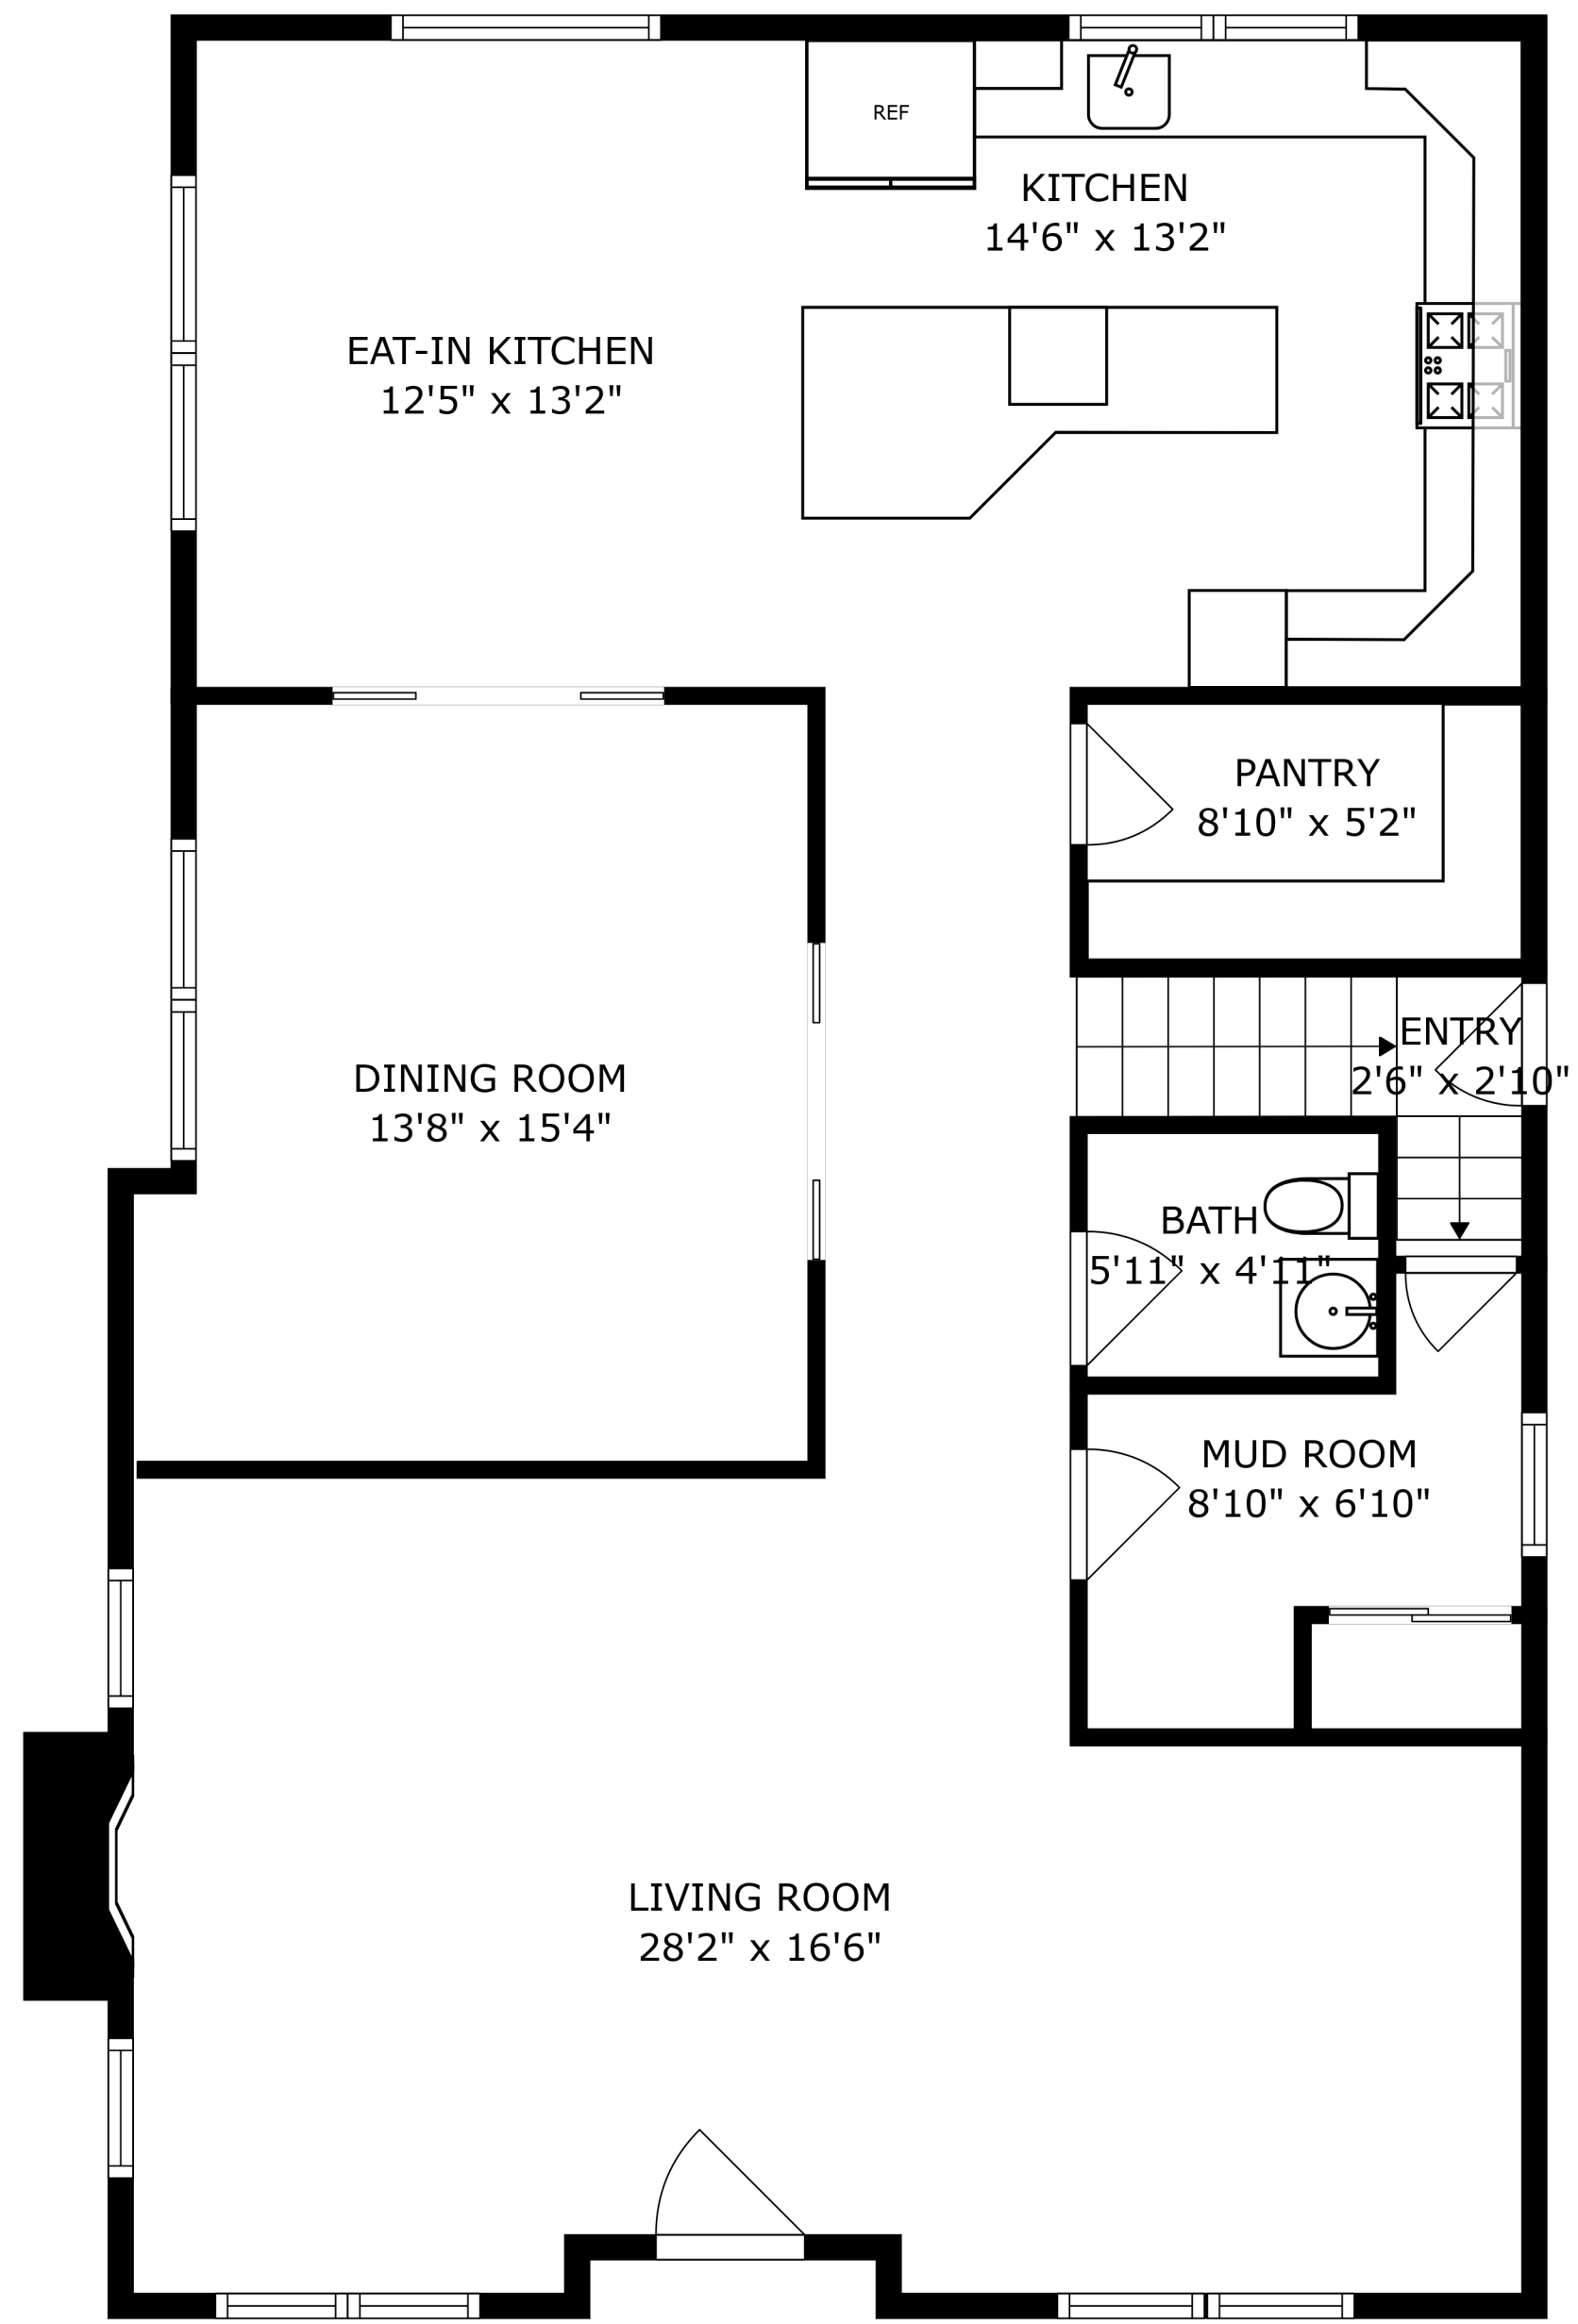 REF
KITCHEN
14'6" x 13'2"
EAT-IN KITCHEN
12'5" x 13'2"
PANTRY
8'10" x 5'2"
ENTRY
2'6" x 2'10"
DINING ROOM
13'8" x 15'4"
BATH
5'11" x 4'11"
MUD ROOM
8'10" x 6'10"
LIVING ROOM
28'2" x 16'6"